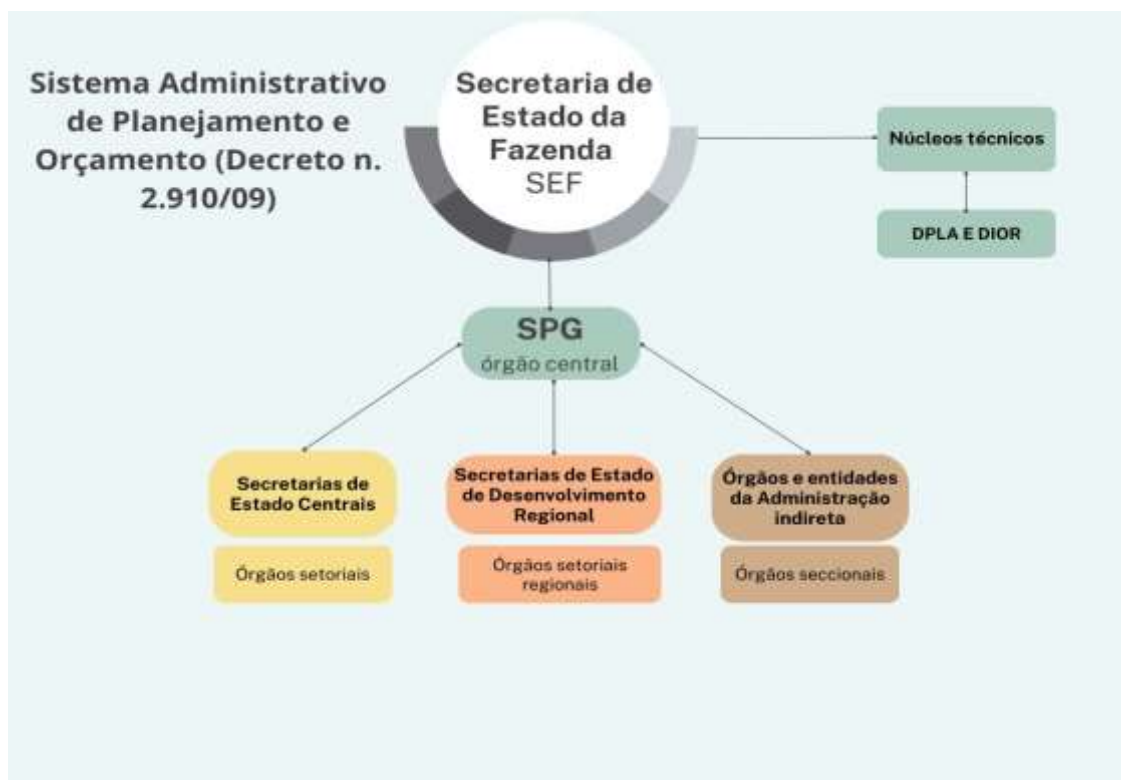 Sistema Administrativo
de Planejamento e
Orçamento (Decreto n.
2.910/09)
Secretaria de
Estado da
Fazenda
SEF
Núcleos técnicos
DPLA E DIOR
SPG
órgão central
Secretarias de
Estado Centrais
Órgãos setoriais
Secretarias de Estado
de Desenvolvimento
Regional
Órgãos setoriais
regionais
Órgãos e entidades
da Administração
indireta
Órgãos seccionais